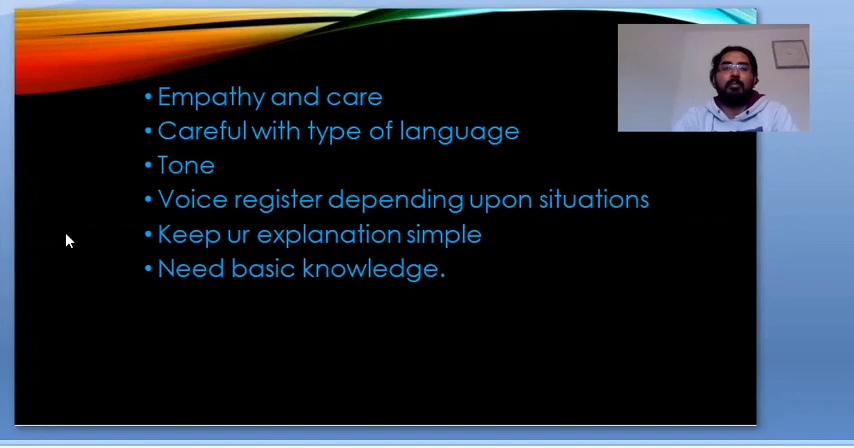 • Empathy and care
• Careful with type of language
• Tone
• Voice register depending upon situations
• Keep ur explanation simple
• Need basic knowledge.